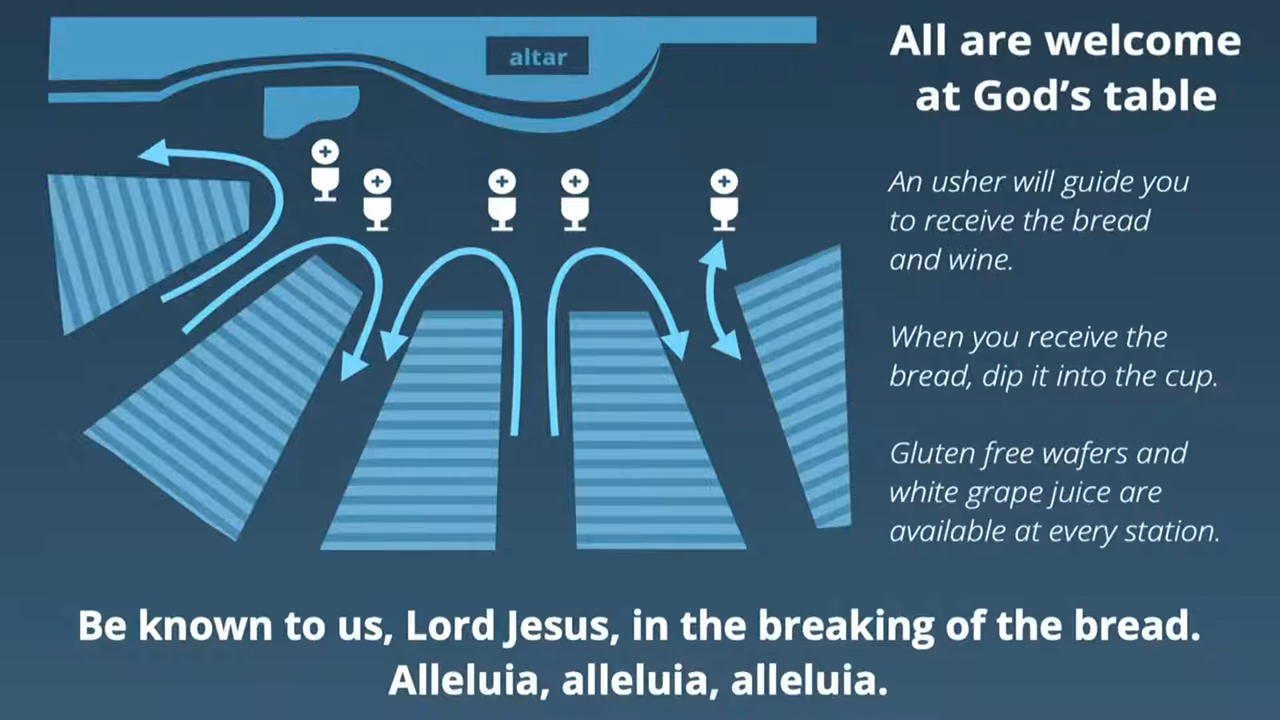 altar
All are welcome
at God's table
An usher will guide you
to receive the bread
and wine.
When you receive the
bread, dip it into the cup.
Gluten free wafers and
white grape juice are
available at every station.
Be known to us, Lord Jesus, in the breaking of the bread.
Alleluia, alleluia, alleluia.